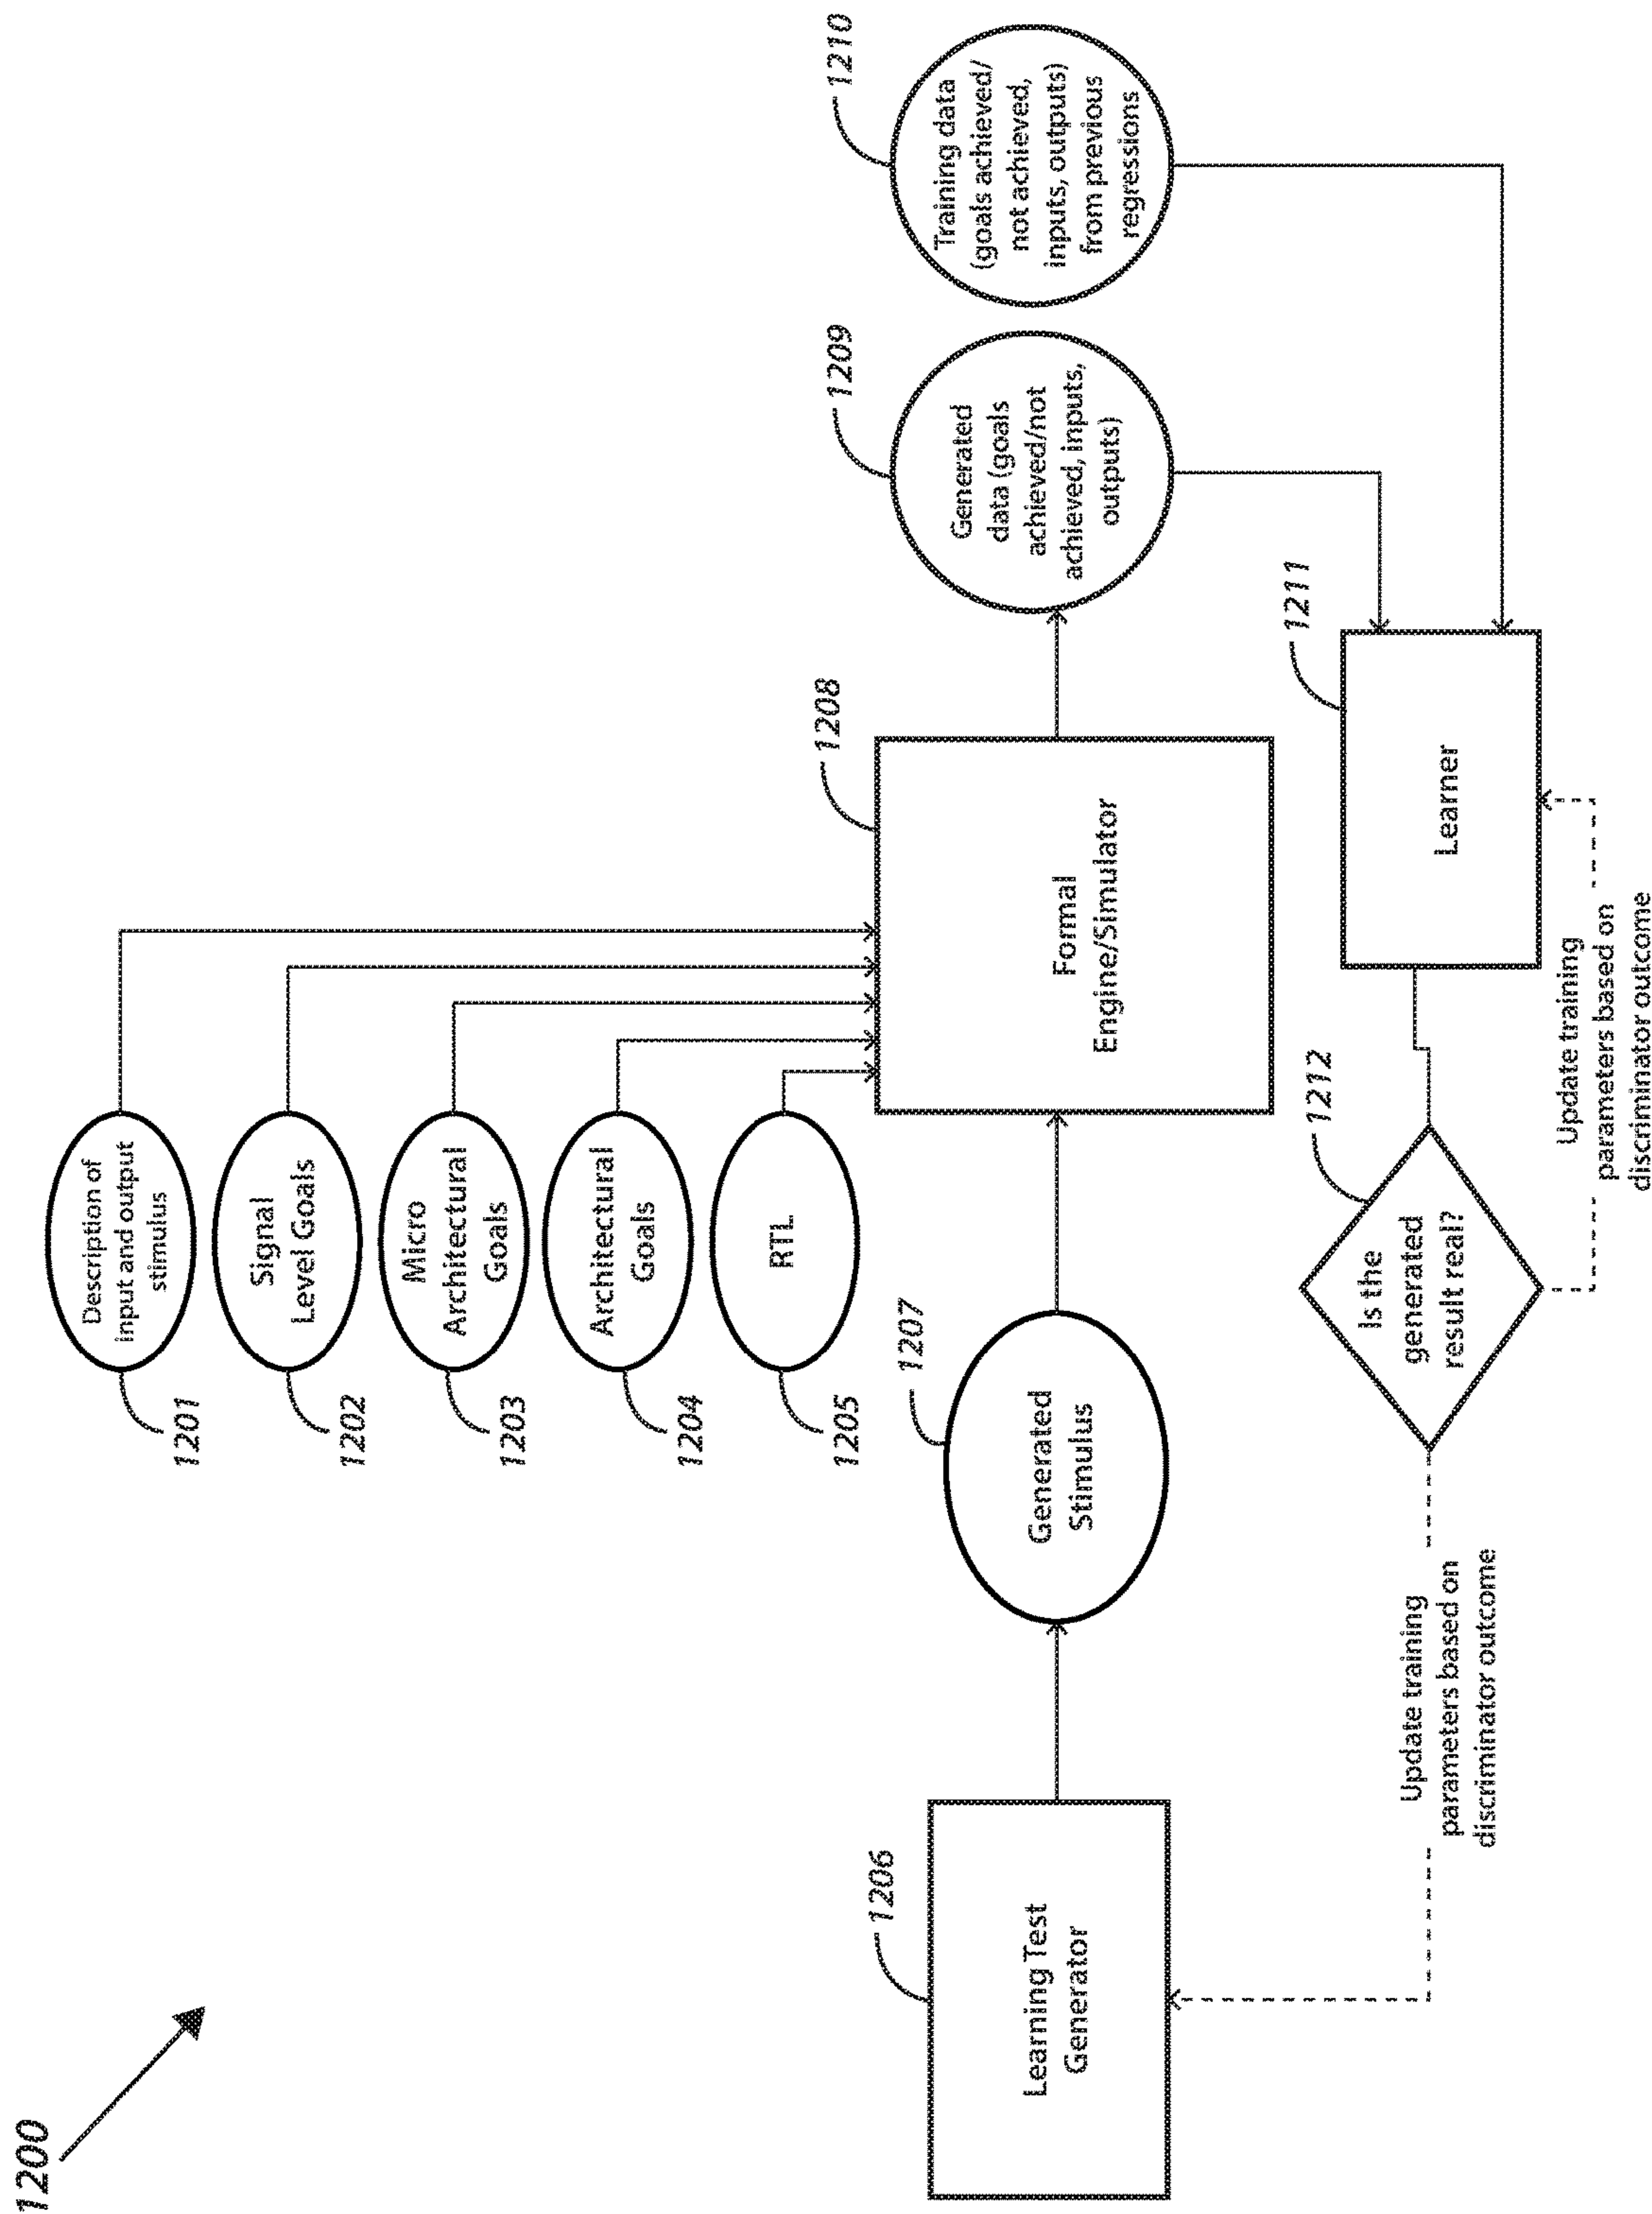 1200
1201
Description of
input and output
stimulus
1202
Signal
Level Goals
1203
Micro
Architectural
Goals
1204
Architectural
Goals
1205
RTL
1206
Learning Test
Generator
1207
Generated
Stimulus
1208
Formal
Engine/Simulator
1209
Generated
data (goals
achieved/not
achieved, inputs,
outputs)
1210
Training data
(goals achieved/
not achieved,
inputs, outputs)
from previous
regressions
1211
Learner
1212
Is the
generated
result real?
Update training
parameters based on
discriminator outcome
Update training
parameters based on
discriminator outcome